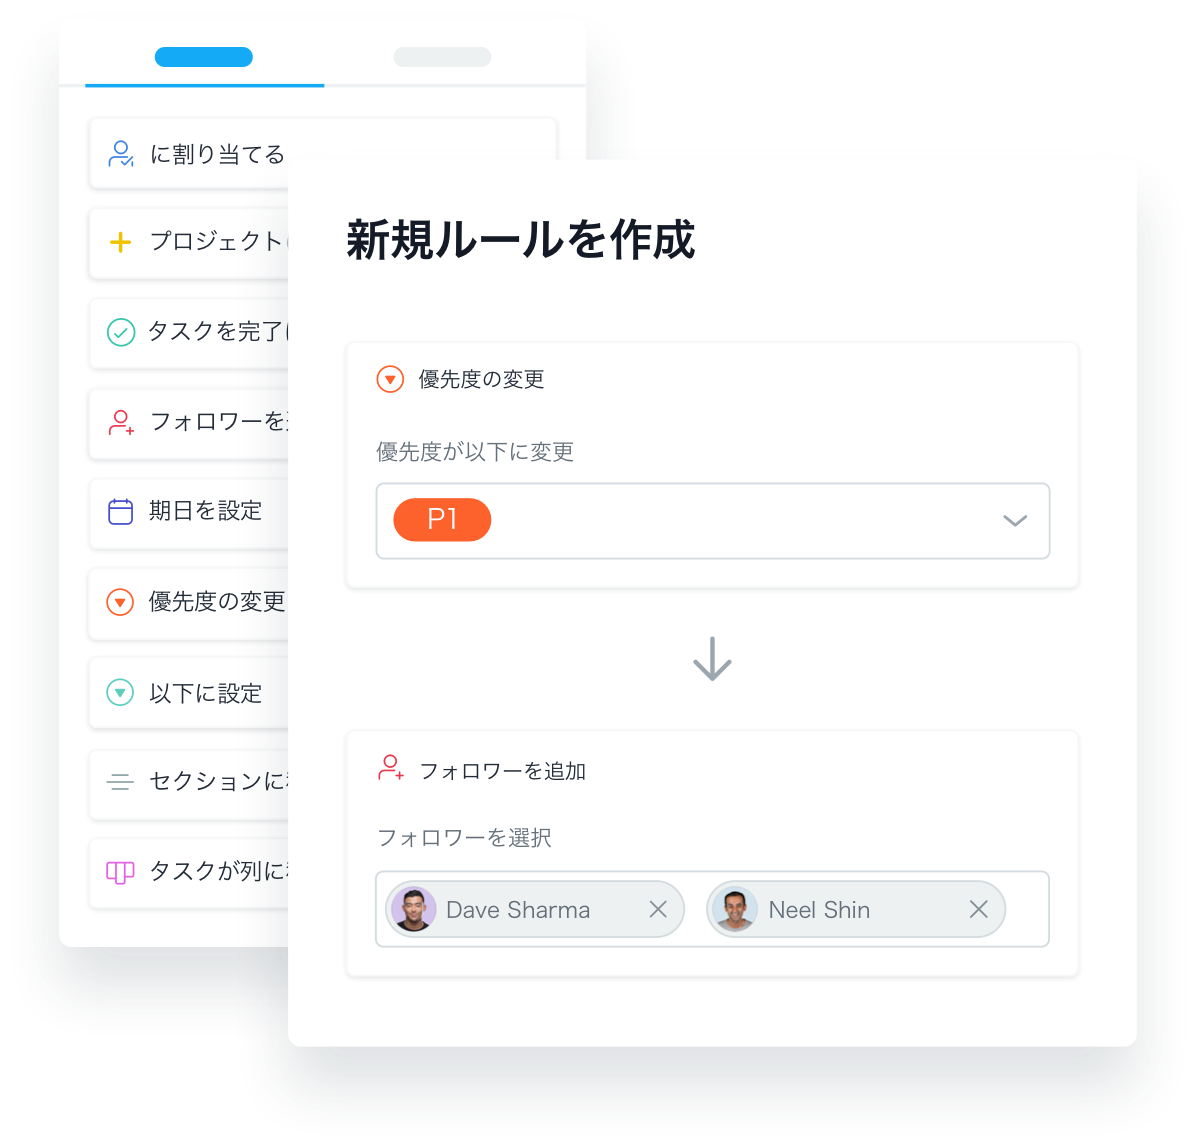 に割り当てる
プロジェクト
タスクを完了
フォロワーを
期日を設定
優先度の変更
以下に設定
セクションに
タスクが列に
新規ルールを作成
優先度の変更
優先度が以下に変更
P1
フォロワーを追加
フォロワーを選択
Dave Sharma
Neel Shin